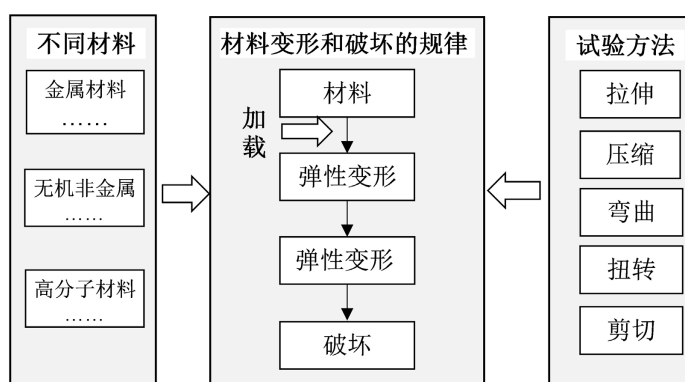 不同材料
金属材料
……
无机非金属
……
高分子材料
……
材料变形和破坏的规律
材料
加
载
弹性变形
弹性变形
破坏
试验方法
拉伸
压缩
弯曲
扭转
剪切